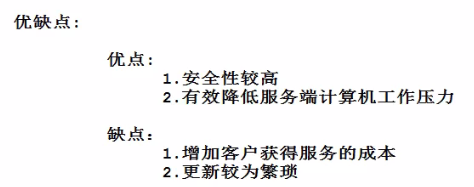 优缺点:
优点:
1.安全性较高
2.有效降低服务端计算机工作压力
缺点:
1.增加客户获得服务的成本
2.更新较为繁琐